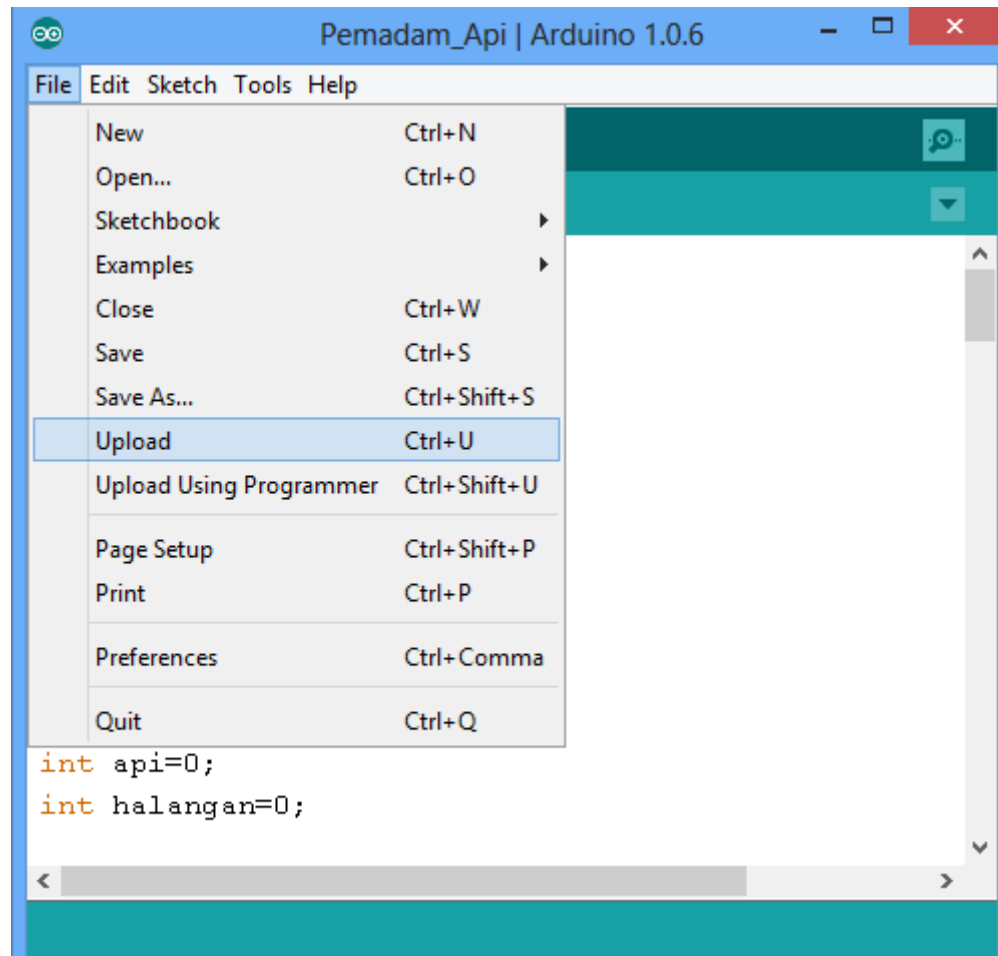 Pemadam_Api | Arduino 1.0.6
File Edit Sketch Tools Help
New Ctrl+N
Open... Ctrl+O
Sketchbook
Examples
Close Ctrl+W
Save Ctrl+S
Save As... Ctrl+Shift+S
Upload Ctrl+U
Upload Using Programmer Ctrl+Shift+U
Page Setup Ctrl+Shift+P
Print Ctrl+P
Preferences Ctrl+Comma
Quit Ctrl+Q
int api=0;
int halangan=0;